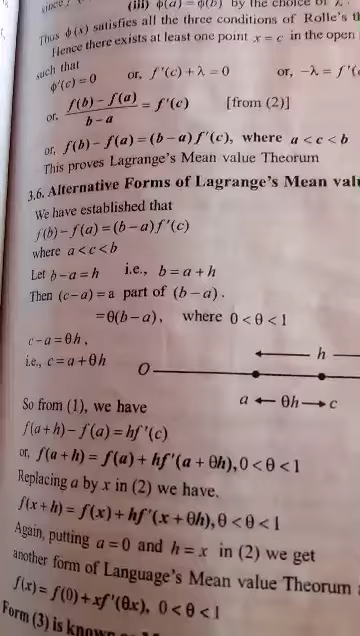 since;
(iii) ϕ(a) = ϕ(b) by the choice of λ.
Thus ϕ(x) satisfies all the three conditions of Rolle's
Hence there exists at least one point x = c in the open
such that
ϕ'(c) = 0 or, f'(c) + λ = 0 or, -λ = f'(
or, f(b) - f(a) / b - a = f'(c) [from (2)]
or, f(b) - f(a) = (b - a) f'(c), where a < c < b
This proves Lagrange's Mean value Theorum
3.6. Alternative Forms of Lagrange's Mean
We have established that
f(b) - f(a) = (b - a) f'(c)
where a < c < b
Let b - a = h i.e., b = a + h
Then (c - a) = a part of (b - a).
= θ(b - a), where 0 < θ < 1
c - a = θh,
i.e., c = a + θh
h
O
a ← θh → c
So from (1), we have
f(a + h) - f(a) = hf'(c)
or, f(a + h) = f(a) + hf'(a + θh), 0 < θ < 1
Replacing a by x in (2) we have.
f(x + h) = f(x) + hf'(x + θh), 0 < θ < 1
Again, putting a = 0 and h = x in (2) we get
another form of Language's Mean value Theorum
f(x) = f(0) + xf'(θx), 0 < θ < 1
Form (3) is